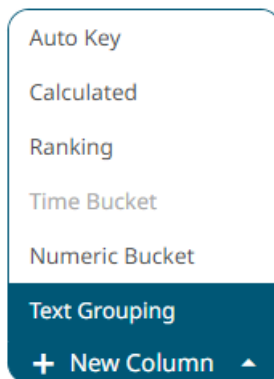 Auto Key
Calculated
Ranking
Time Bucket
Numeric Bucket
Text Grouping
+ New Column